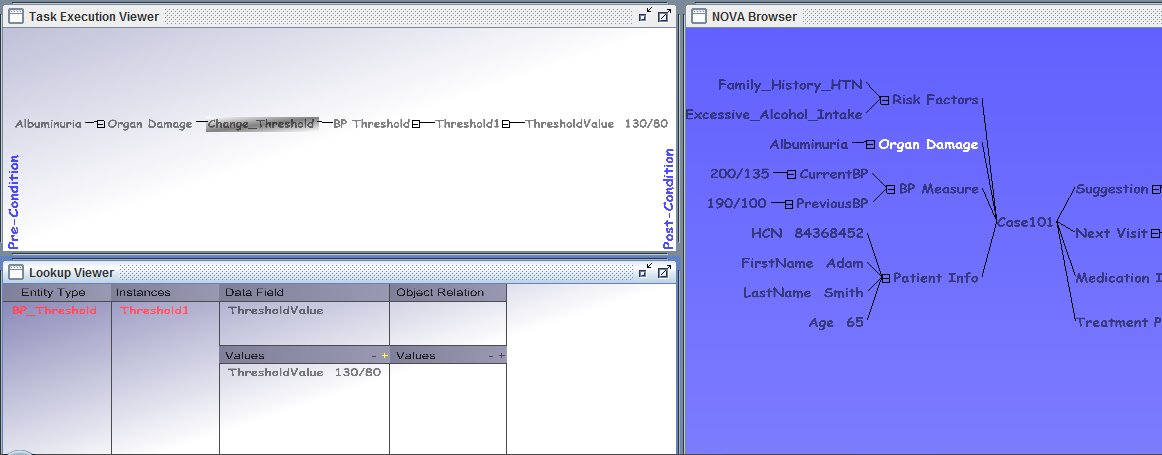 Task Execution Viewer
Albuminuria Organ Damage Change_Threshold BP Threshold Threshold1 ThresholdValue 130/80
Pre-Condition
Post-Condition
Lookup Viewer
Entity Type Instances Data Field Object Relation
BP_Threshold Threshold1 ThresholdValue
Values - + Values - +
ThresholdValue 130/80
NOVA Browser
Family_History_HTN
Risk Factors
Excessive_Alcohol_Intake
Albuminuria Organ Damage
200/135 CurrentBP
BP Measure Suggestion
190/100 PreviousBP
Case101
HCN 84368452 Next Visit
FirstName Adam
Patient Info Medication I
LastName Smith
Age 65 Treatment P